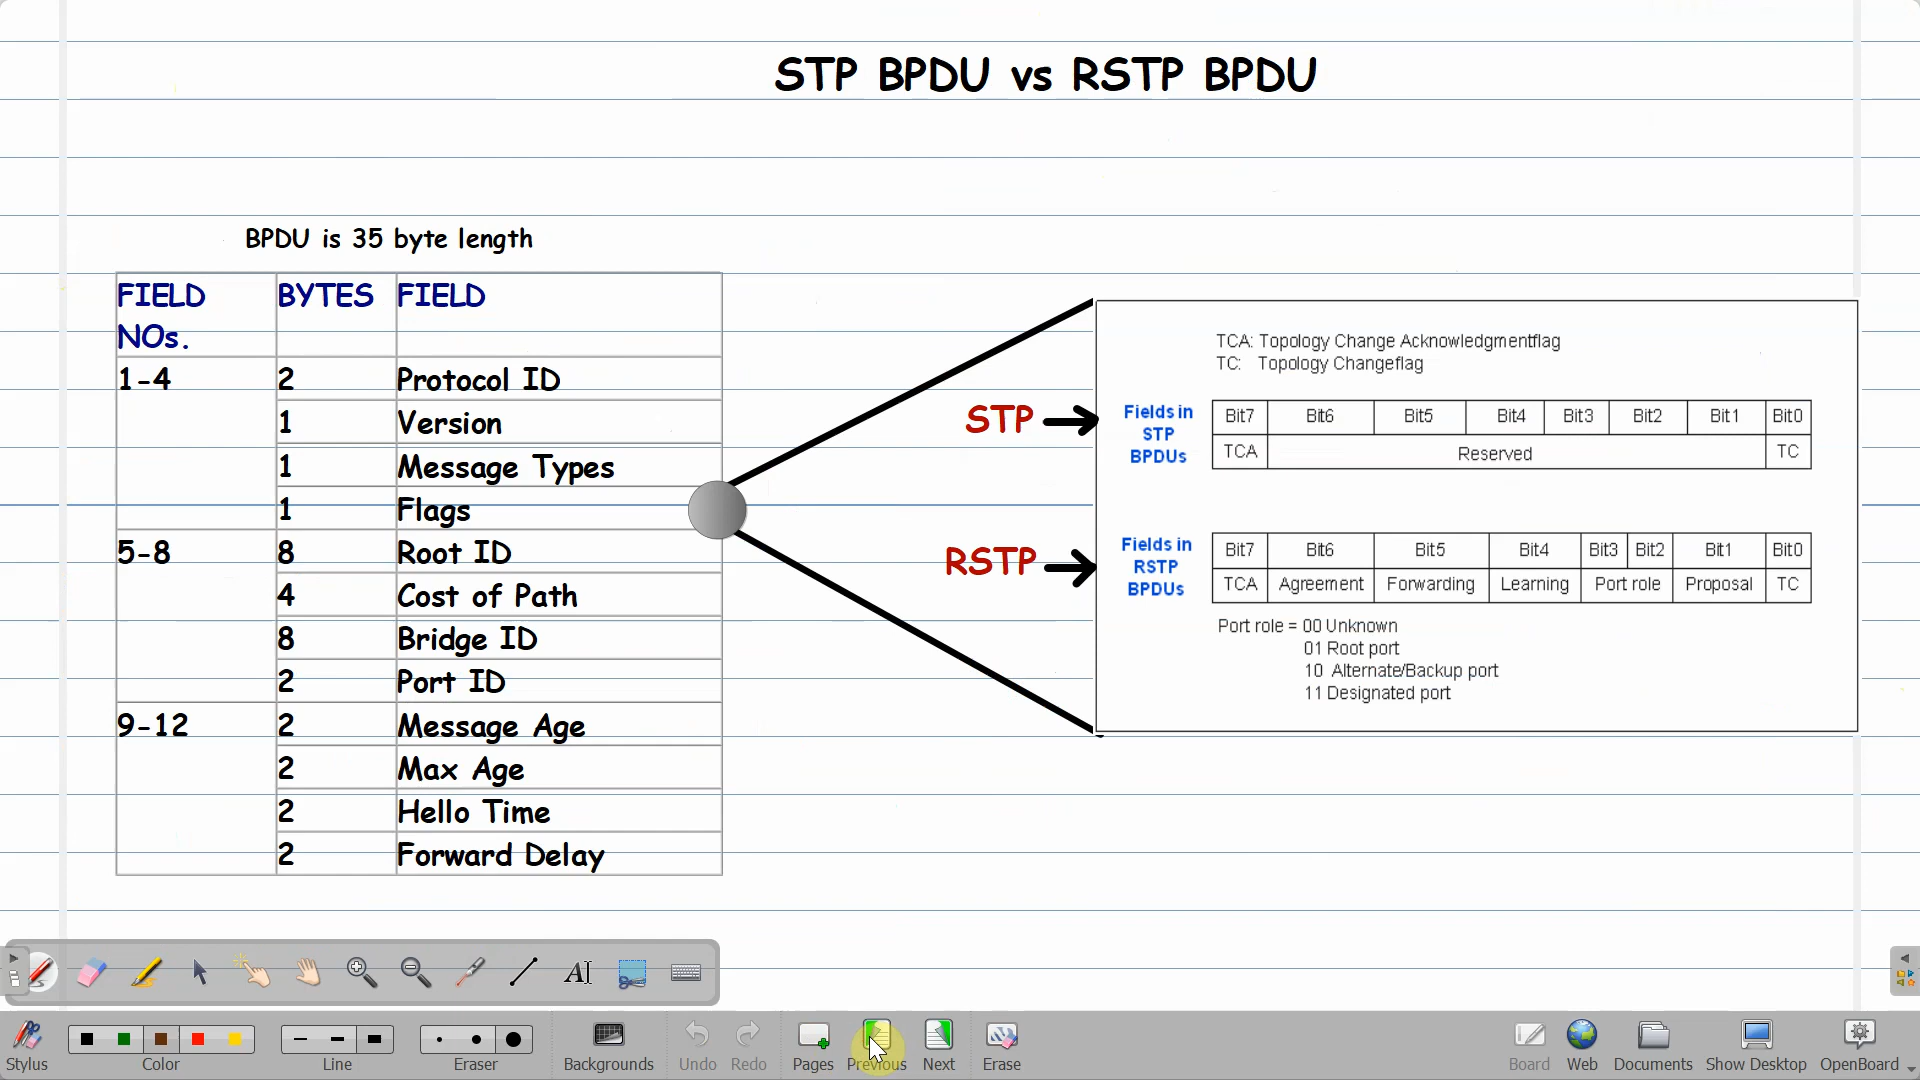 STP BPDU vs RSTP BPDU
BPDU is 35 byte length
FIELD NOs. BYTES FIELD
1-4 2 Protocol ID
1 Version
1 Message Types
1 Flags
5-8 8 Root ID
4 Cost of Path
8 Bridge ID
2 Port ID
9-12 2 Message Age
2 Max Age
2 Hello Time
2 Forward Delay
TCA: Topology Change Acknowledgmentflag
TC: Topology Changeflag
STP
Fields in
STP
BPDUs
Bit7 Bit6 Bit5 Bit4 Bit3 Bit2 Bit1 Bit0
TCA Reserved TC
RSTP
Fields in
RSTP
BPDUs
Bit7 Bit6 Bit5 Bit4 Bit3 Bit2 Bit1 Bit0
TCA Agreement Forwarding Learning Port role Proposal TC
Port role = 00 Unknown
01 Root port
10 Alternate/Backup port
11 Designated port
AI
Stylus Color Line Eraser Backgrounds Undo Redo Pages Previous Next Erase Board Web Documents Show Desktop OpenBoard